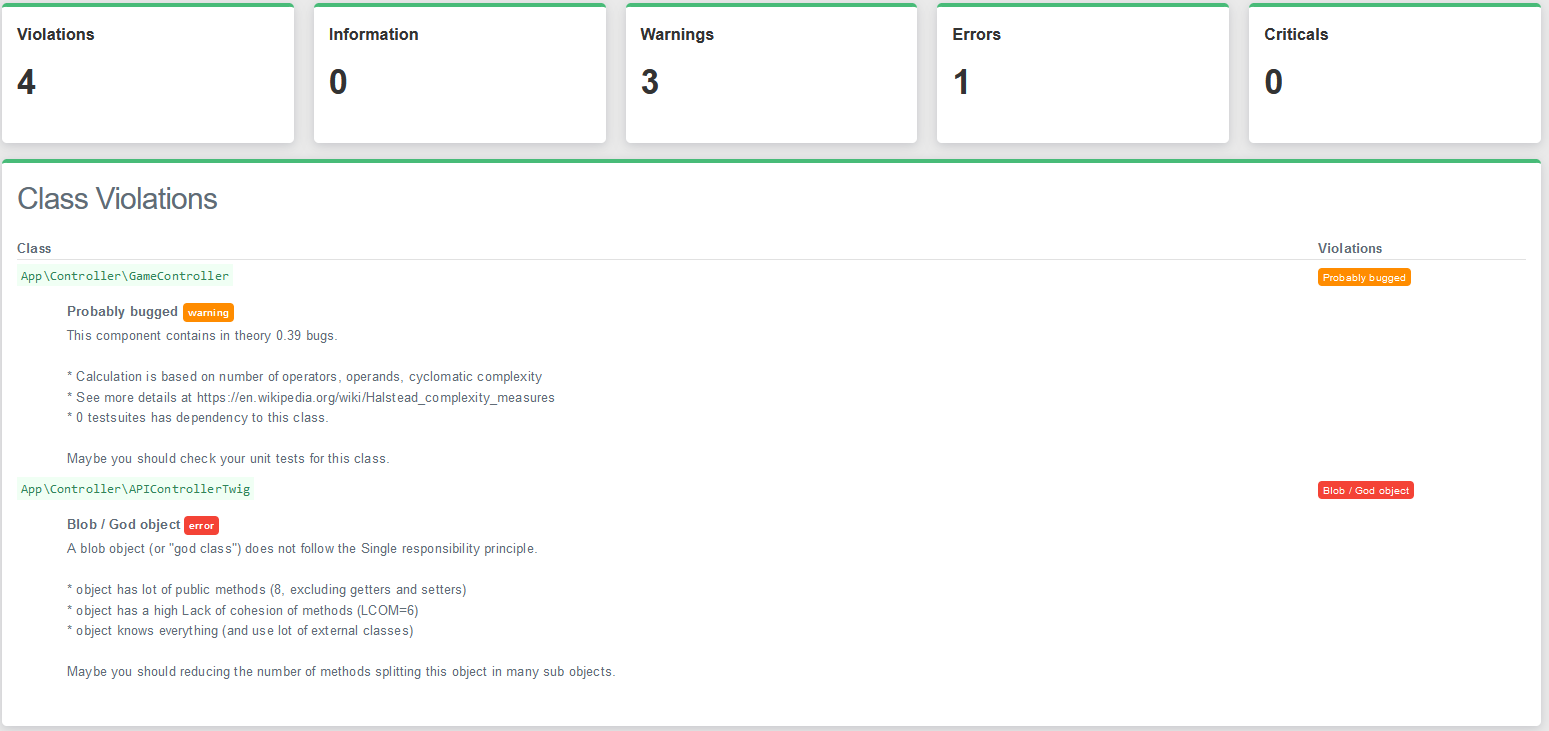 Violations
4
Information
0
Warnings
3
Errors
1
Criticals
0
Class Violations
Class Violations
App\Controller\GameController Probably bugged
Probably bugged warning
This component contains in theory 0.39 bugs.
* Calculation is based on number of operators, operands, cyclomatic complexity
* See more details at https://en.wikipedia.org/wiki/Halstead_complexity_measures
* 0 testsuites has dependency to this class.
Maybe you should check your unit tests for this class.
App\Controller\APIControllerTwig Blob / God object
Blob / God object error
A blob object (or "god class") does not follow the Single responsibility principle.
* object has lot of public methods (8, excluding getters and setters)
* object has a high Lack of cohesion of methods (LCOM=6)
* object knows everything (and use lot of external classes)
Maybe you should reducing the number of methods splitting this object in many sub objects.